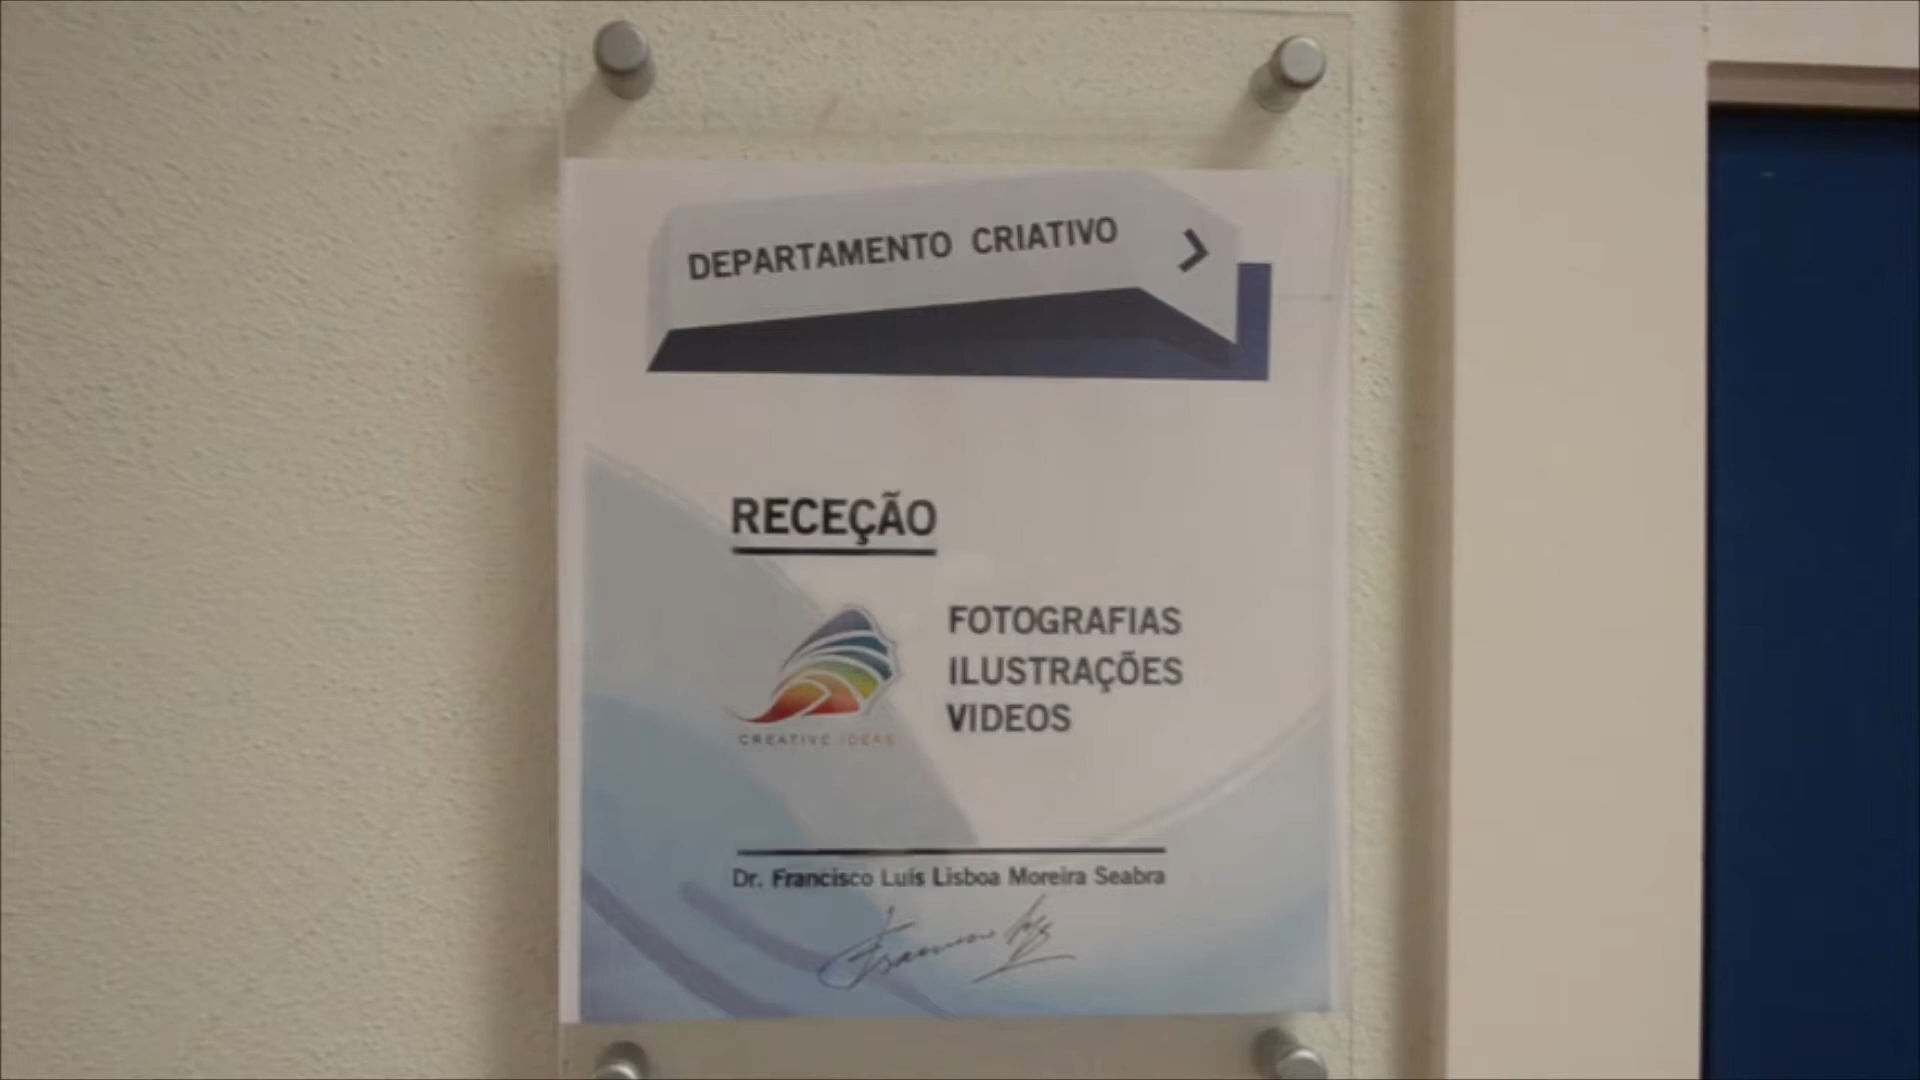 DEPARTAMENTO CRIATIVO
RECEÇÃO
FOTOGRAFIAS
ILUSTRAÇÕES
VIDEOS
CREATIVE IDEAS
Dr. Francisco Luís Lisboa Moreira Seabra